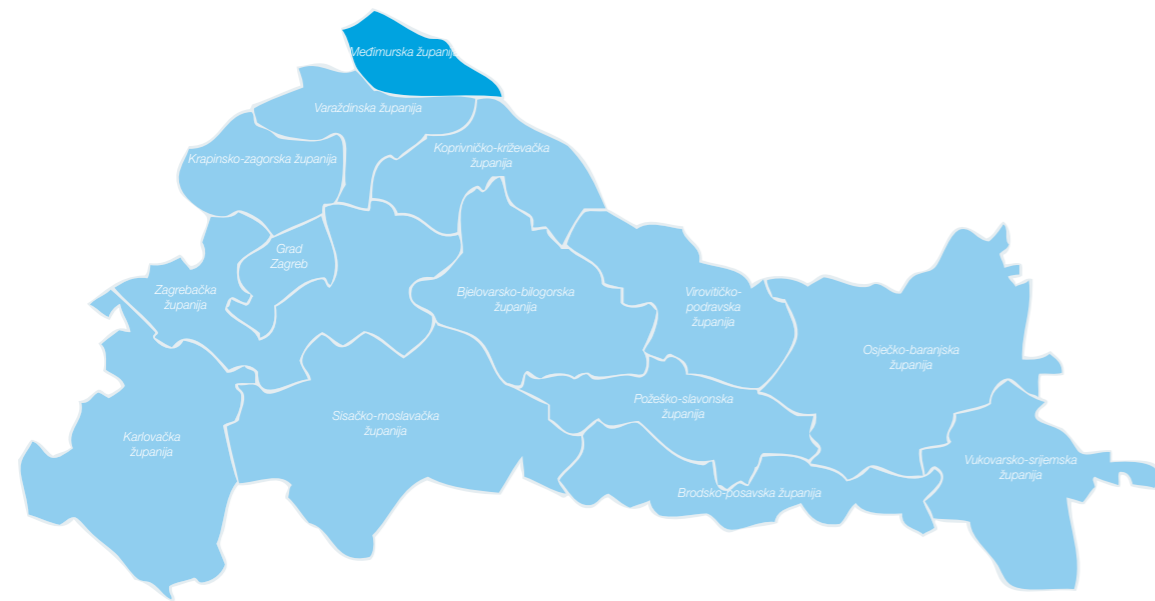 Međimurska županija
Varaždinska županija
Krapinsko-zagorska županija
Koprivničko-križevačka
županija
Grad
Zagreb
Zagrebačka
županija
Bjelovarsko-bilogorska
županija
Virovitičko-
podravska
županija
Osječko-baranjska
županija
Požeško-slavonska
županija
Sisačko-moslavačka
županija
Karlovačka
županija
Vukovarsko-srijemska
županija
Brodsko-posavska županija